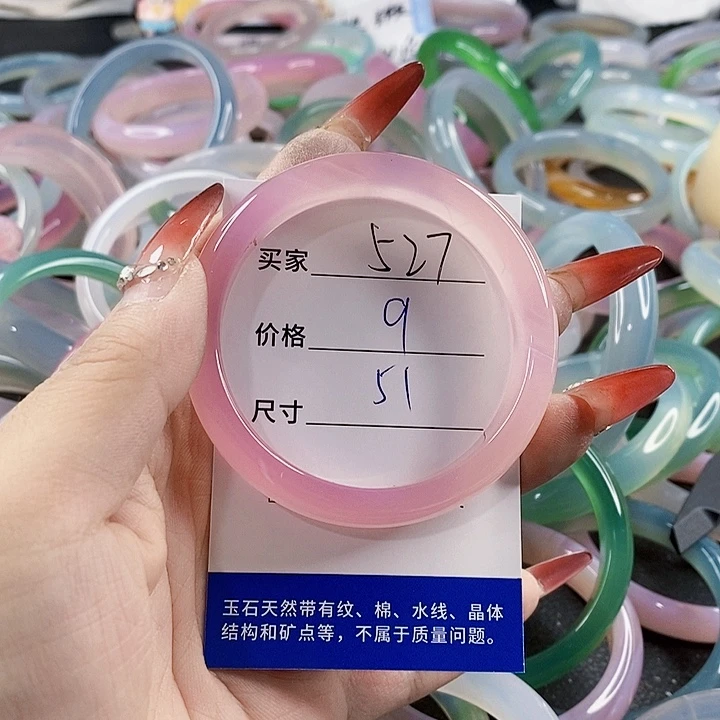 买家 527
价格 9
尺寸 51
玉石天然带有纹、棉、水线、晶体
结构和矿点等，不属于质量问题。